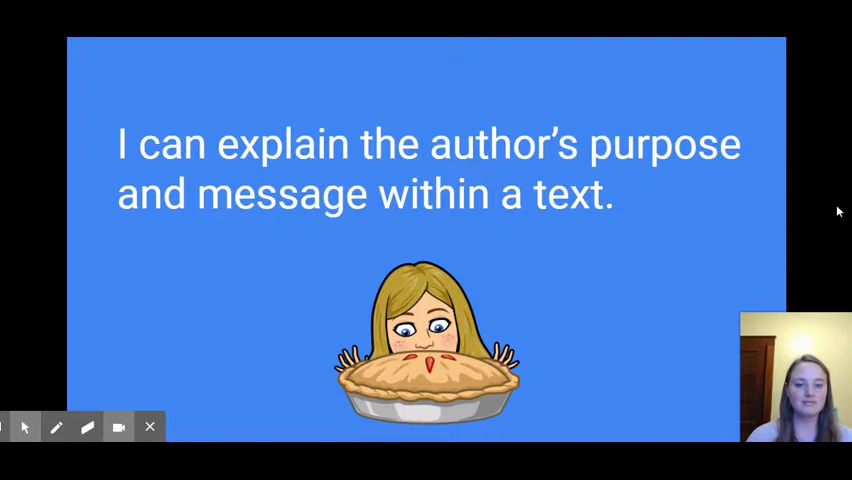 I can explain the author's purpose
and message within a text.